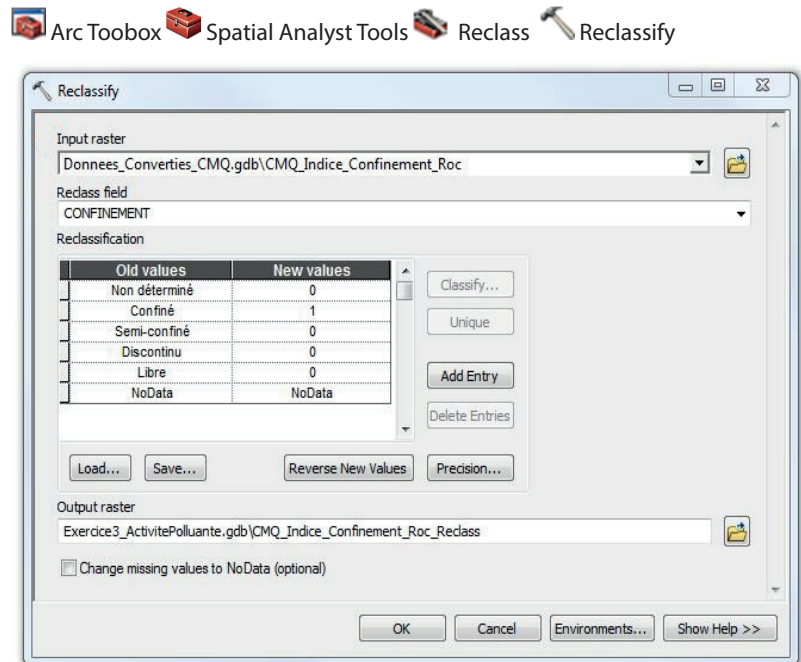 Arc Toobox Spatial Analyst Tools Reclass Reclassify
Reclassify
Input raster
Donnees_Converties_CMQ.gdb\CMQ_Indice_Confinement_Roc
Reclass field
CONFINEMENT
Reclassification
Old values New values
Non déterminé 0
Confiné 1
Semi-confiné 0
Discontinu 0
Libre 0
NoData NoData
Classify...
Unique
Add Entry
Delete Entries
Load... Save... Reverse New Values Precision...
Output raster
Exercice3_ActivitePolluante.gdb\CMQ_Indice_Confinement_Roc_Reclass
Change missing values to NoData (optional)
OK Cancel Environments... Show Help >>